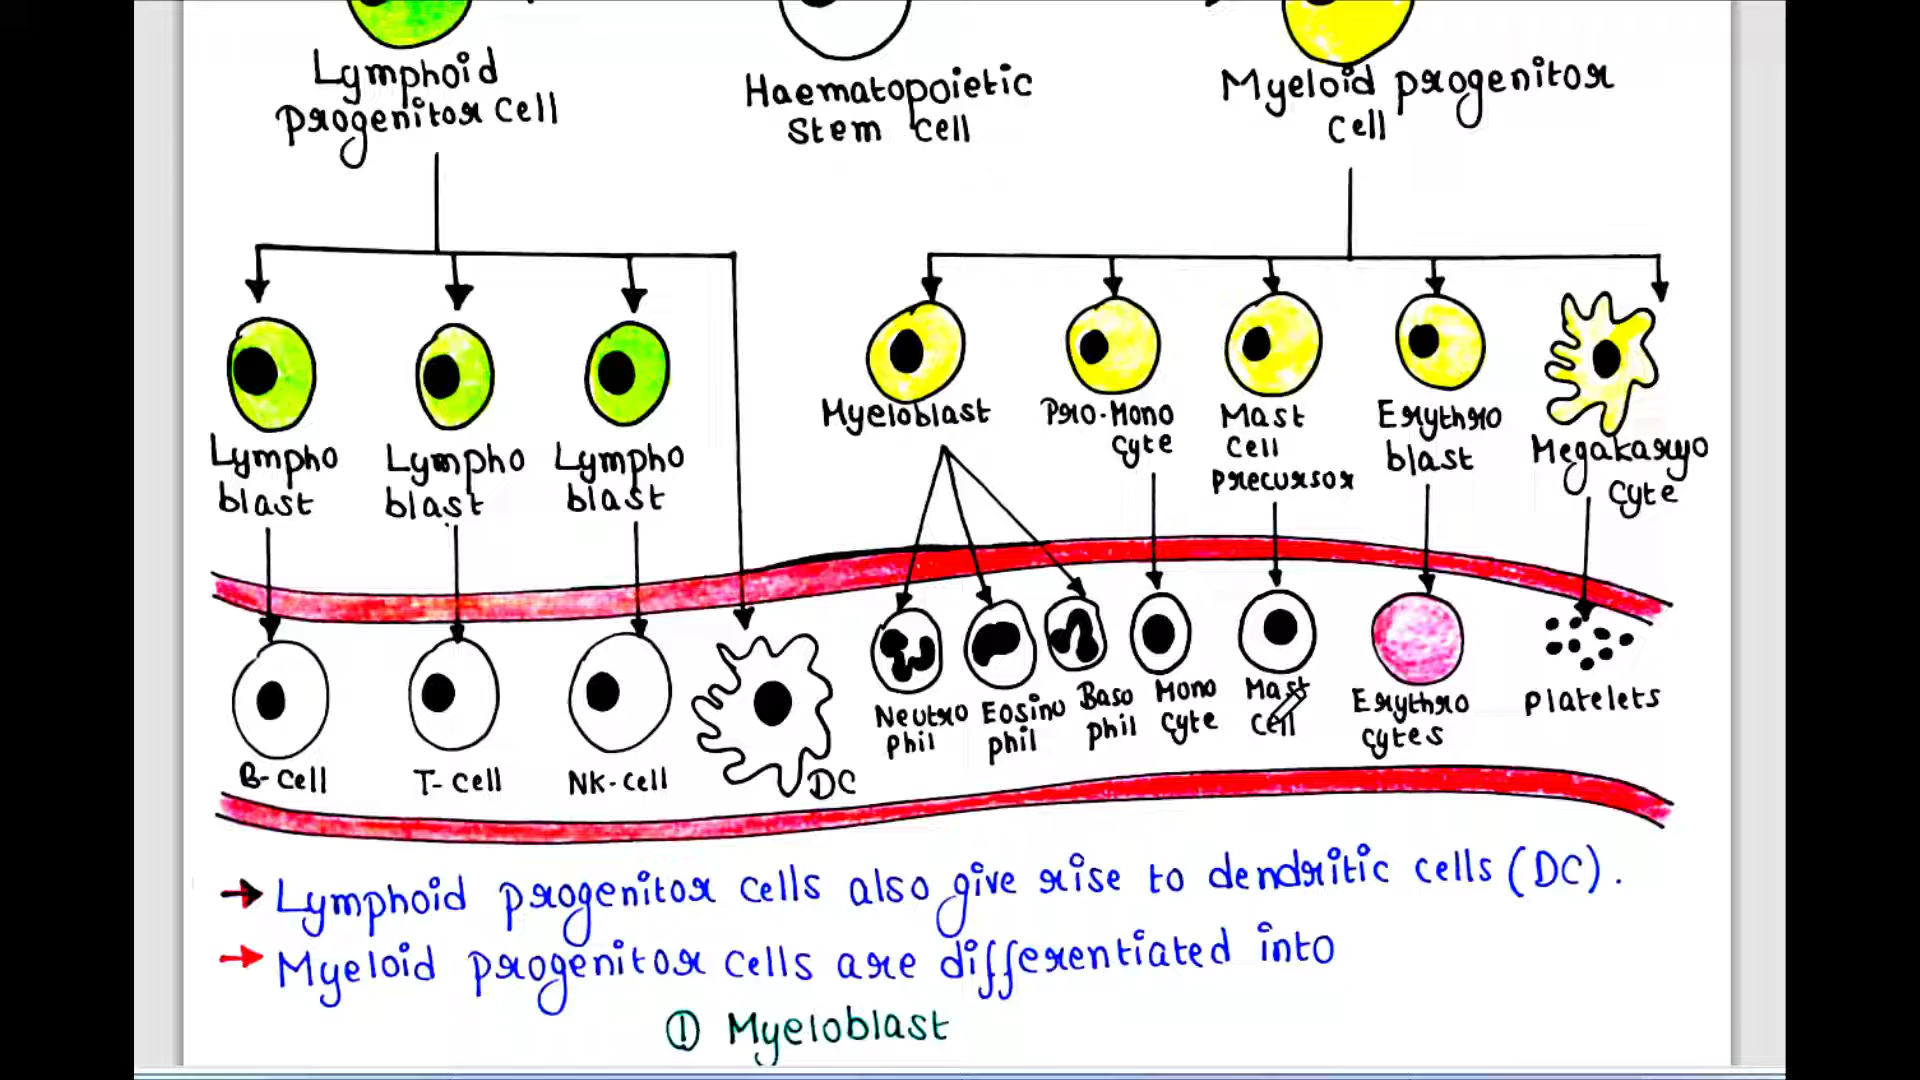 Lymphoid
Progenitor Cell
Haematopoietic
Stem Cell
Myeloid progenitor
Cell
Lympho
blast
Lympho
blast
Lympho
blast
Myeloblast
Pro-Mono
cyte
Mast
Cell
Precursor
Erythro
blast
Megakaryo
cyte
B-Cell
T-Cell
NK-Cell
DC
Neutro
phil
Eosino
phil
Baso
phil
Mono
cyte
Mast
Cell
Erythro
cytes
Platelets
→ Lymphoid progenitor cells also give rise to dendritic cells (DC).
→ Myeloid progenitor cells are differentiated into
① Myeloblast